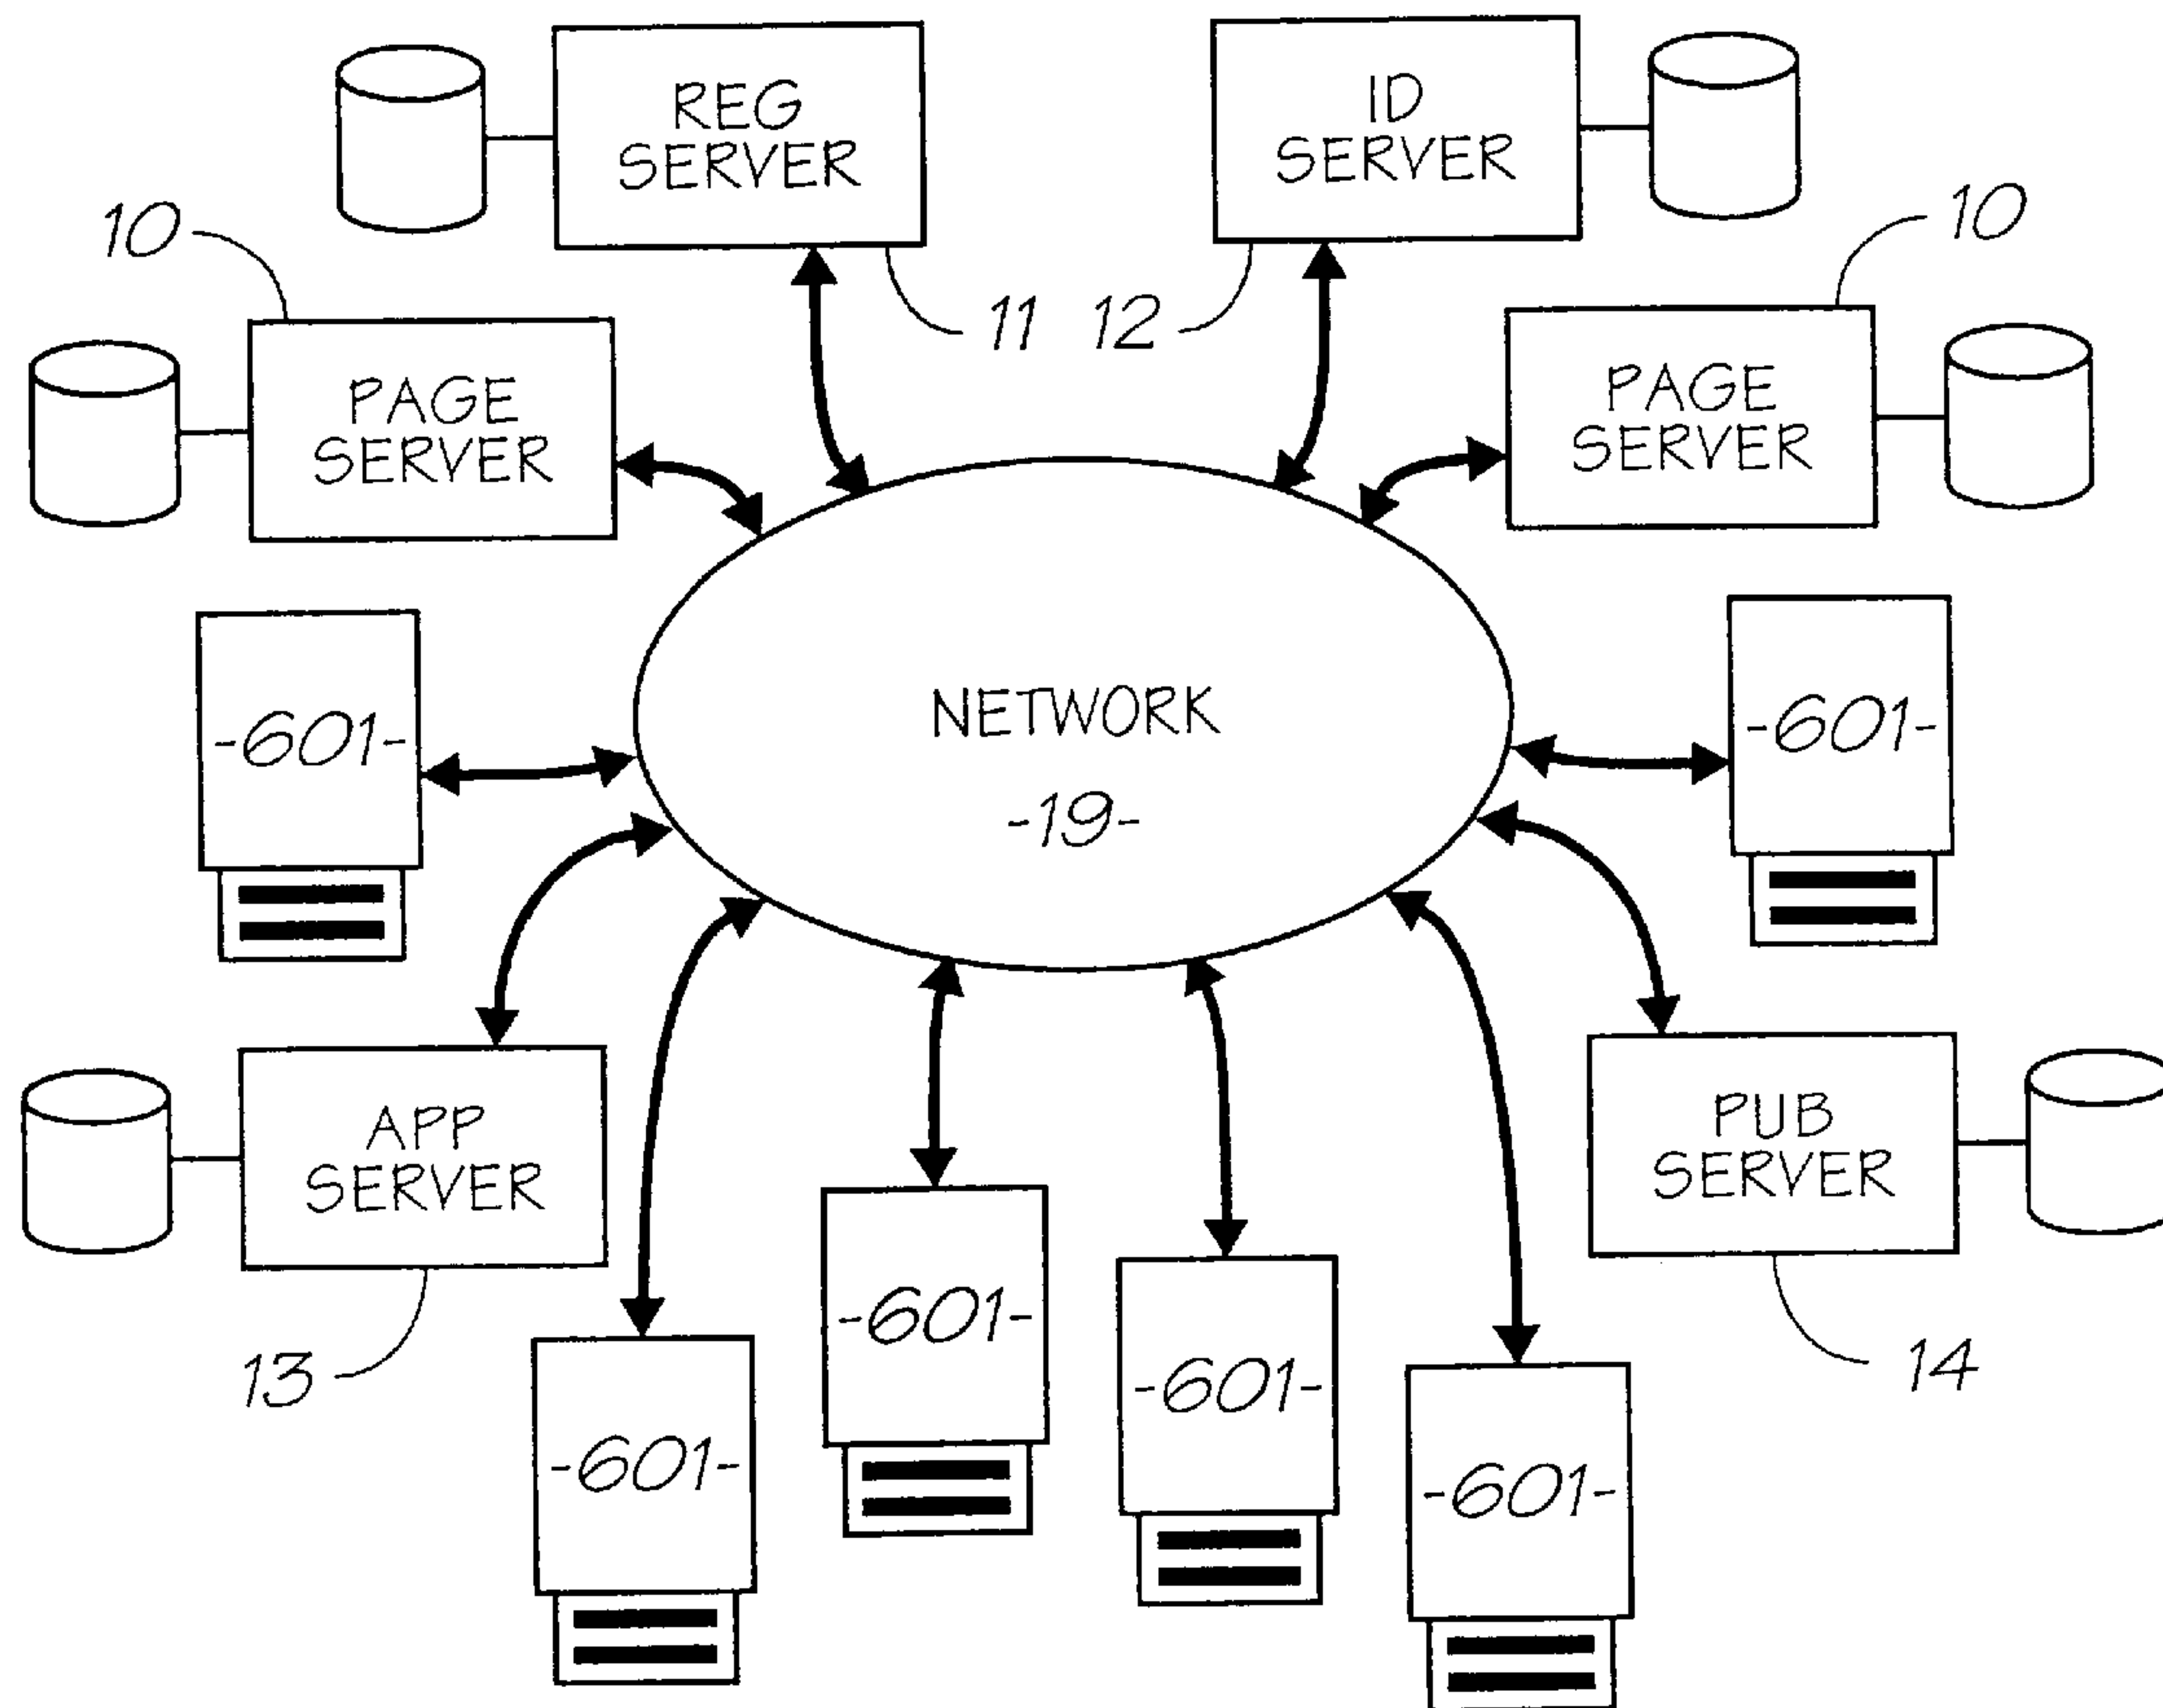 REG
SERVER
ID
SERVER
10
10
11
12
PAGE
SERVER
PAGE
SERVER
-601-
NETWORK
-19-
-601-
APP
SERVER
PUB
SERVER
13
-601-
-601-
-601-
-601-
14